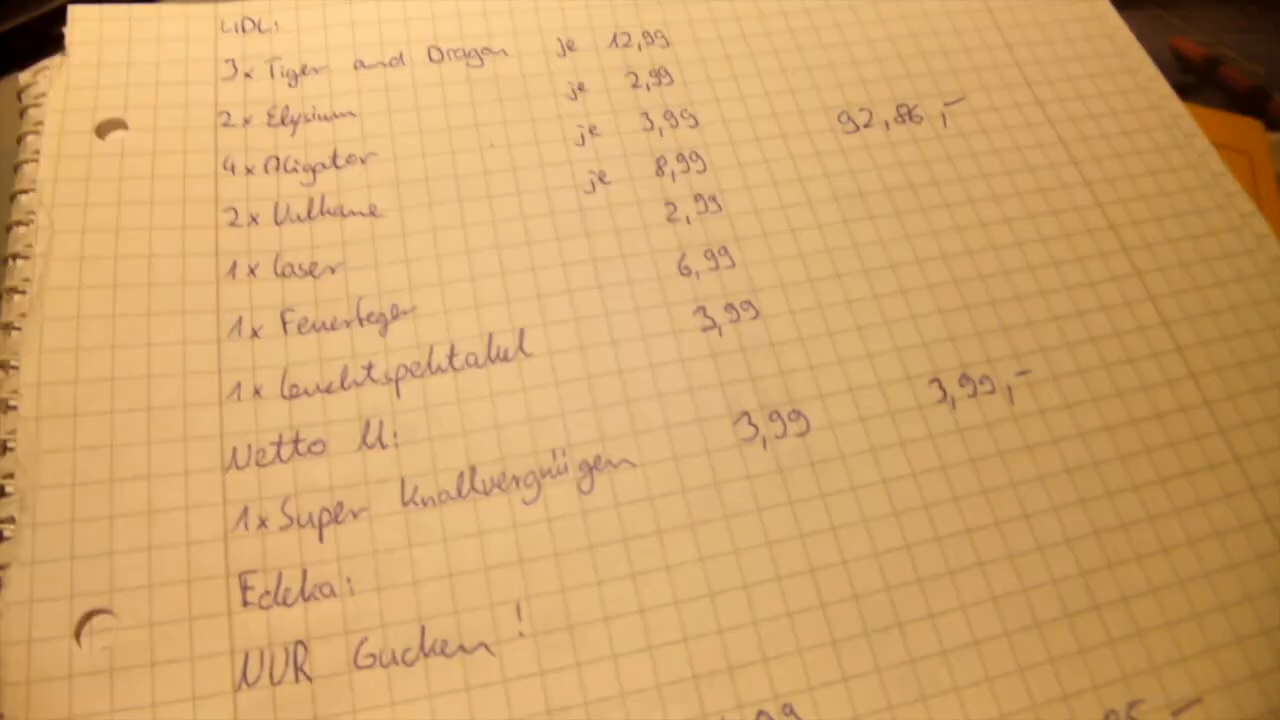 LIDL:
3x Tiger and Dragon je 12,99
2x Elysium je 2,99
4x Aligator je 3,99 92,86,-
2x Vulkane je 8,99
1x Laser 2,99
1x Feuerfeger 6,99
1x Leuchtspektakel 3,99
Netto M:
1x Super Knallvergnügen 3,99 3,99,-
Edeka:
NUR Gucken!